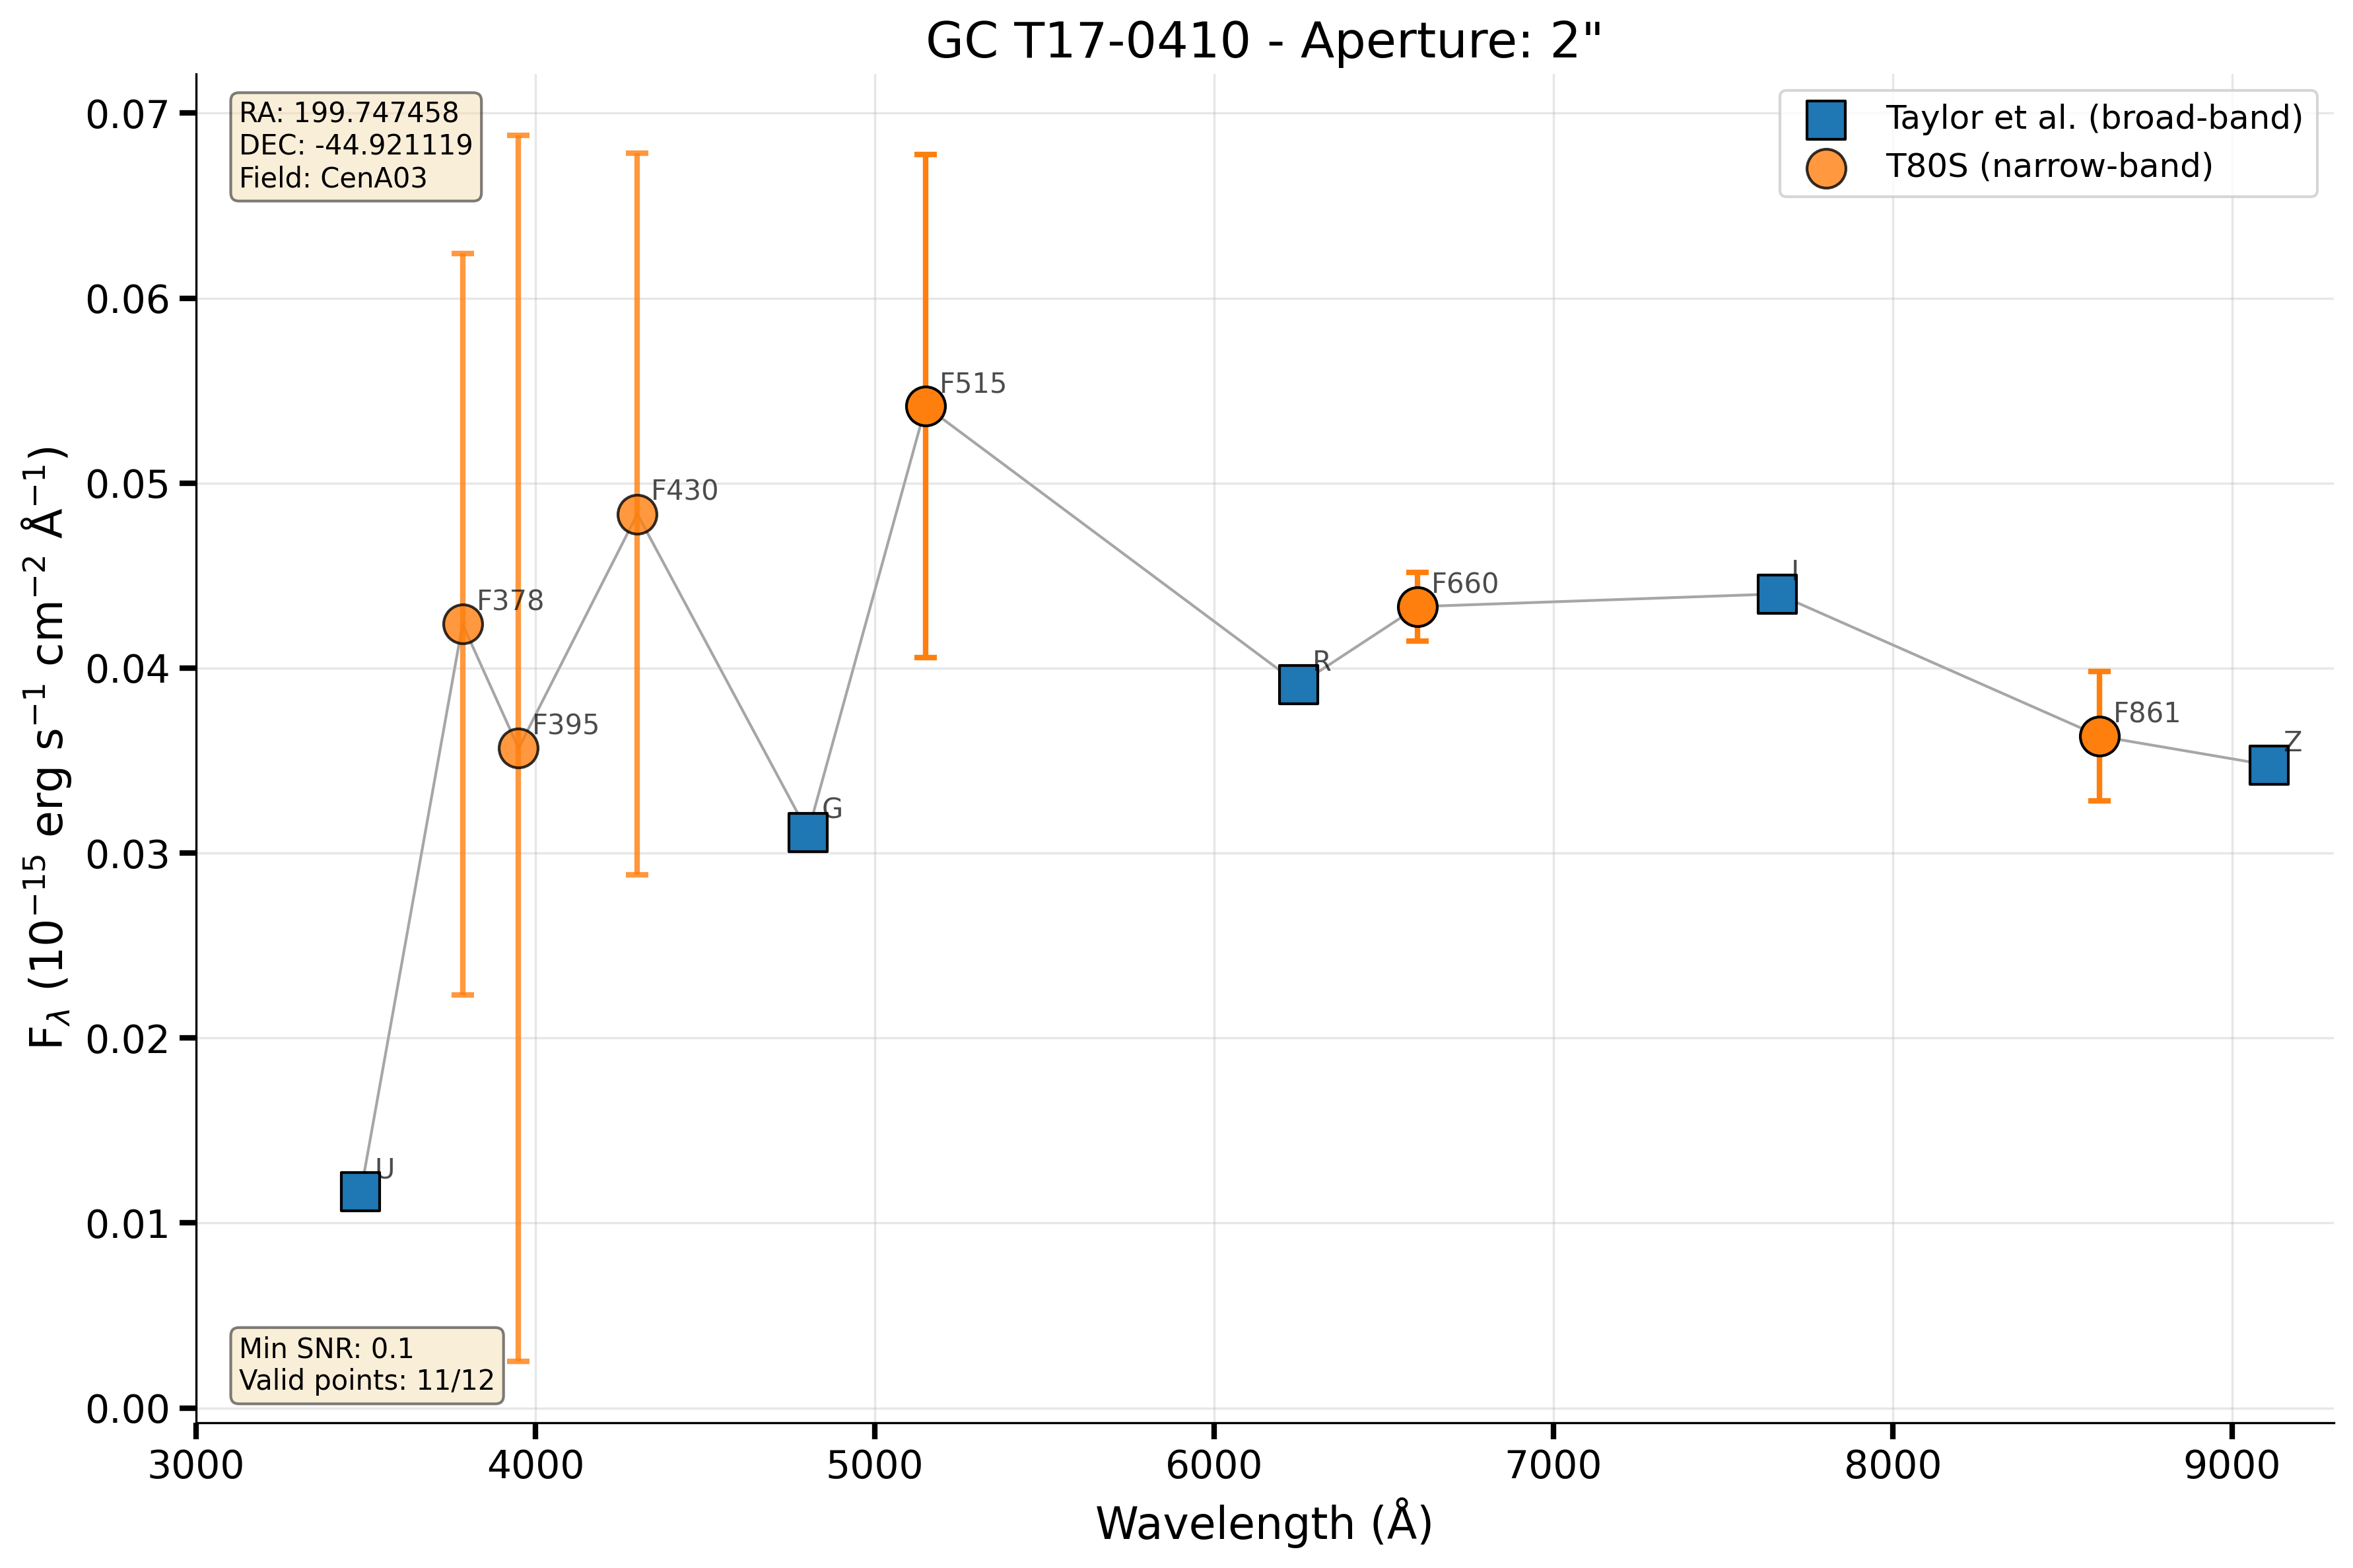 GC T17-0410 - Aperture: 2"
RA: 199.747458
DEC: -44.921119
Field: CenA03
Taylor et al. (broad-band)
T80S (narrow-band)
0.07
0.06
0.05
0.04
0.03
0.02
0.01
0.00
F$_{\lambda}$ (10$^{-15}$ erg s$^{-1}$ cm$^{-2}$ Å$^{-1}$)
U
F378
F395
F430
G
F515
R
F660
I
F861
Z
Min SNR: 0.1
Valid points: 11/12
3000 4000 5000 6000 7000 8000 9000
Wavelength (Å)